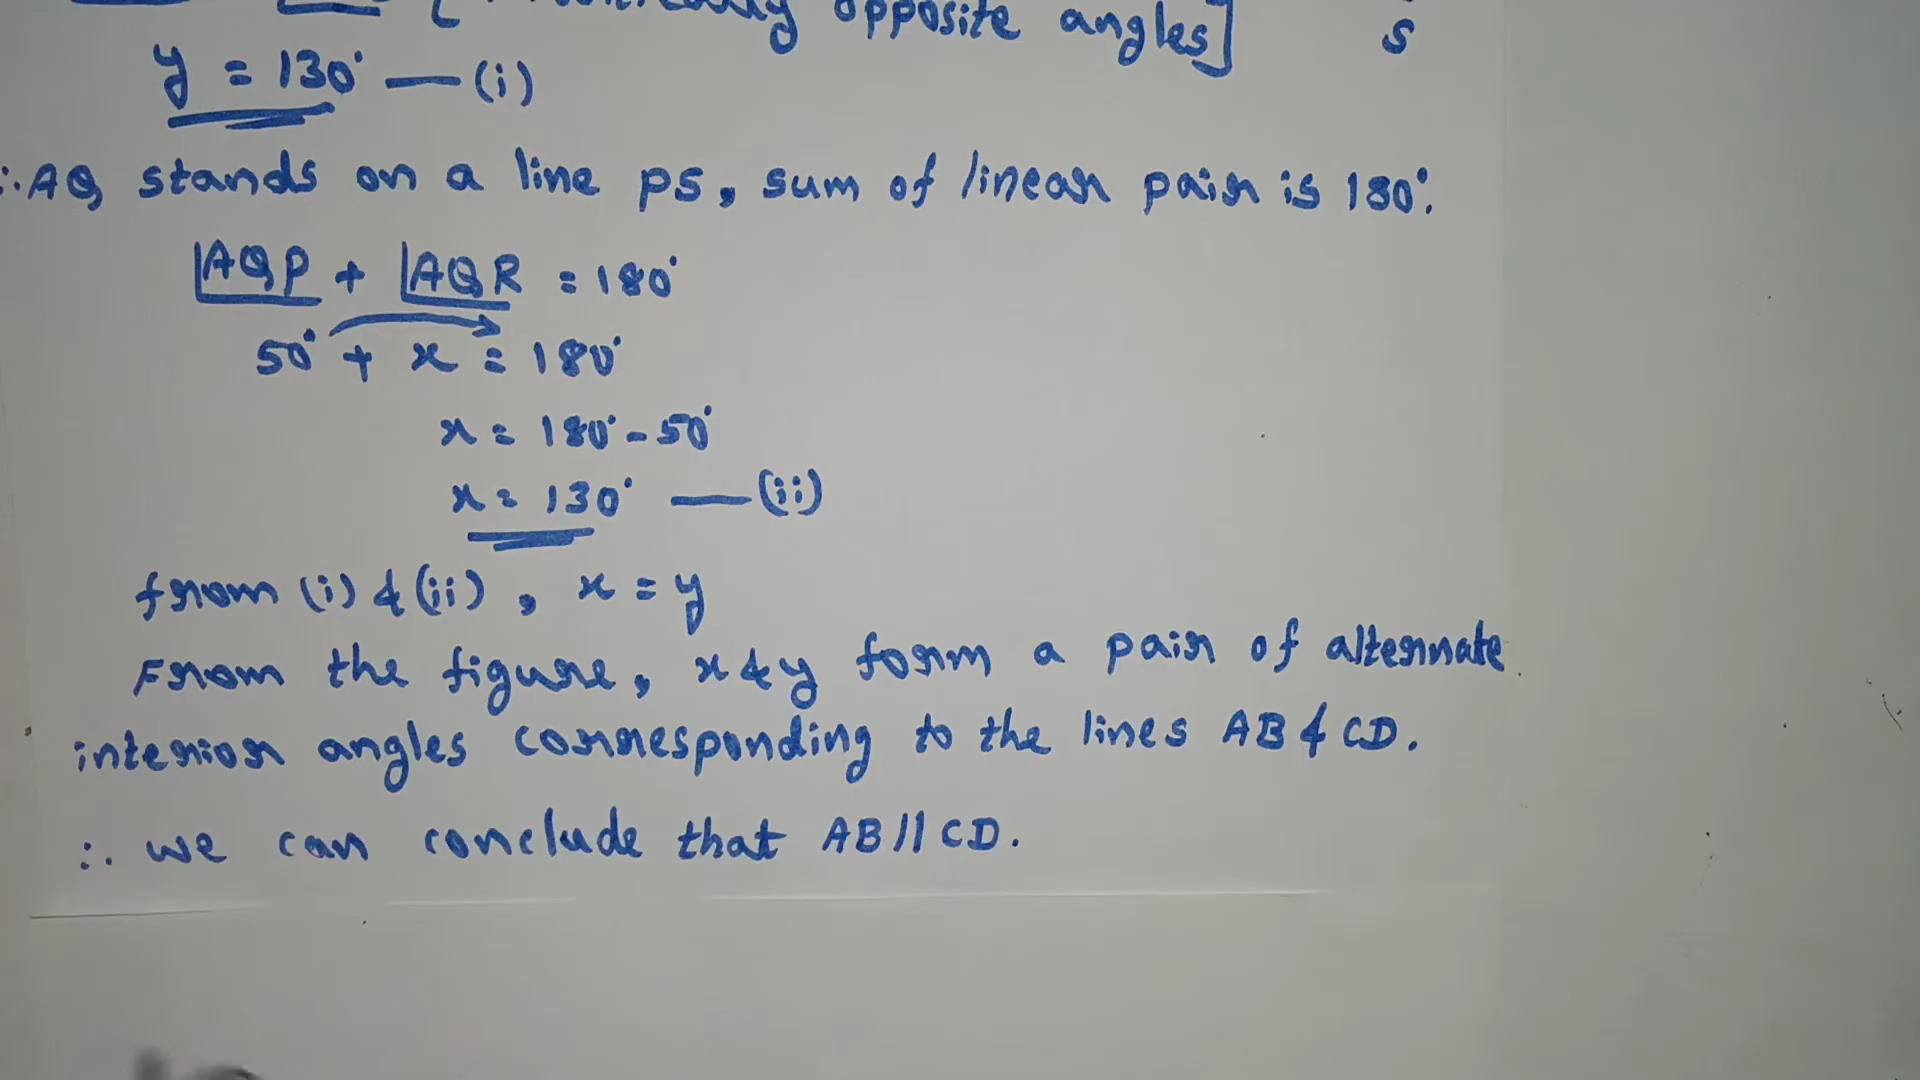 [Vertically opposite angles] s
y = 130° — (i)
∵ AQ stands on a line PS, sum of linear pair is 180°.
∠AQP + ∠AQR = 180°
50° + x = 180°
x = 180° - 50°
x = 130° — (ii)
from (i) & (ii), x = y
From the figure, x & y form a pair of alternate
interior angles corresponding to the lines AB & CD.
∴ we can conclude that AB || CD.